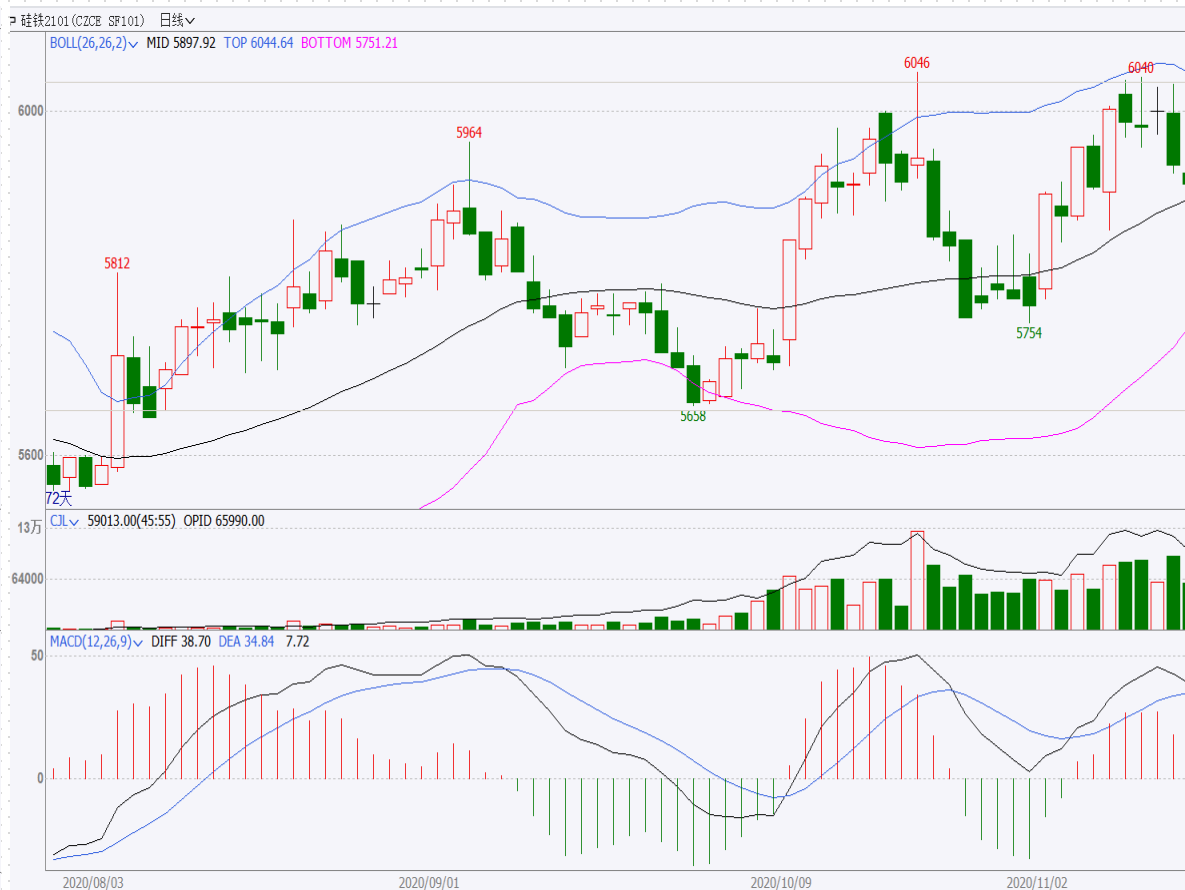 硅铁2101(CZCE SF101) 日线
BOLL(26,26,2) MID 5897.92 TOP 6044.64 BOTTOM 5751.21
6046
6040
6000
5964
5812
5754
5658
5600
72天
CJL 59013.00(45:55) OPID 65990.00
13万
64000
MACD(12,26,9) DIFF 38.70 DEA 34.84 7.72
50
0
2020/08/03 2020/09/01 2020/10/09 2020/11/02